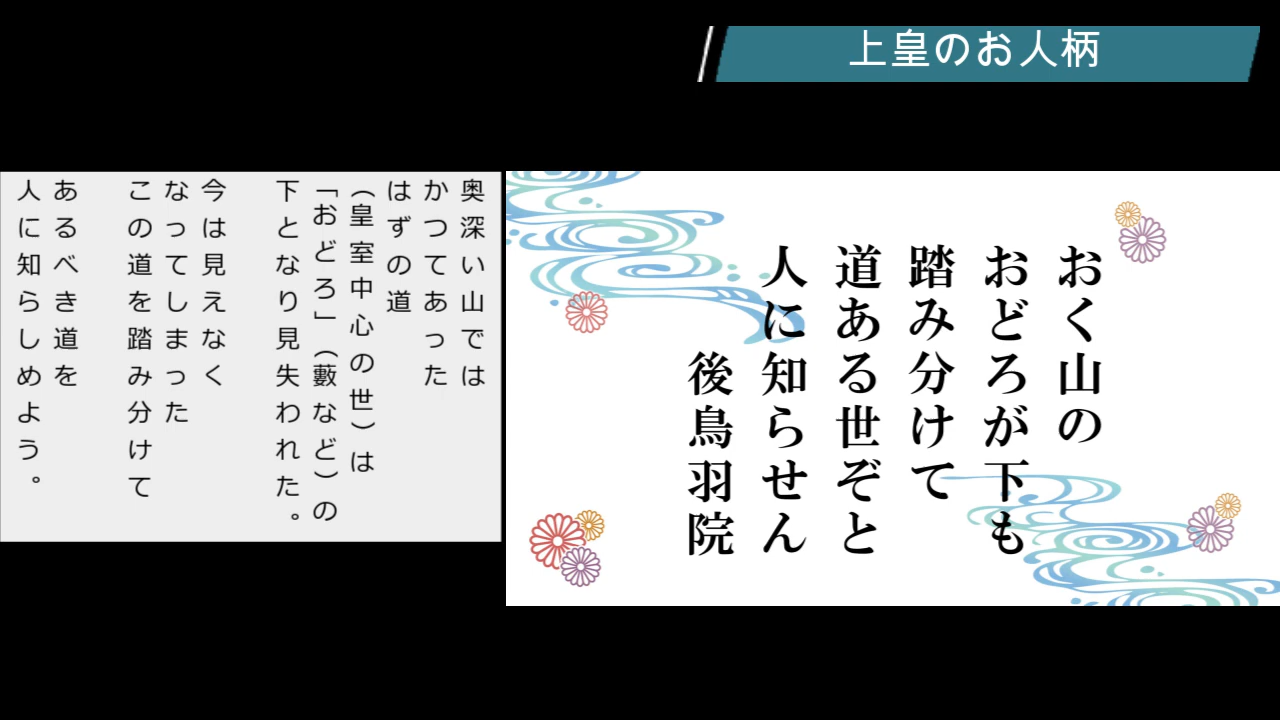 上皇のお人柄
おく山の
おどろが下も
踏み分けて
道ある世ぞと
人に知らせん
後鳥羽院
奥深い山では
かつてあった
はずの道
（皇室中心の世）は
「おどろ」（藪など）の
下となり見失われた。
今は見えなく
なってしまった
この道を踏み分けて
あるべき道を
人に知らしめよう。